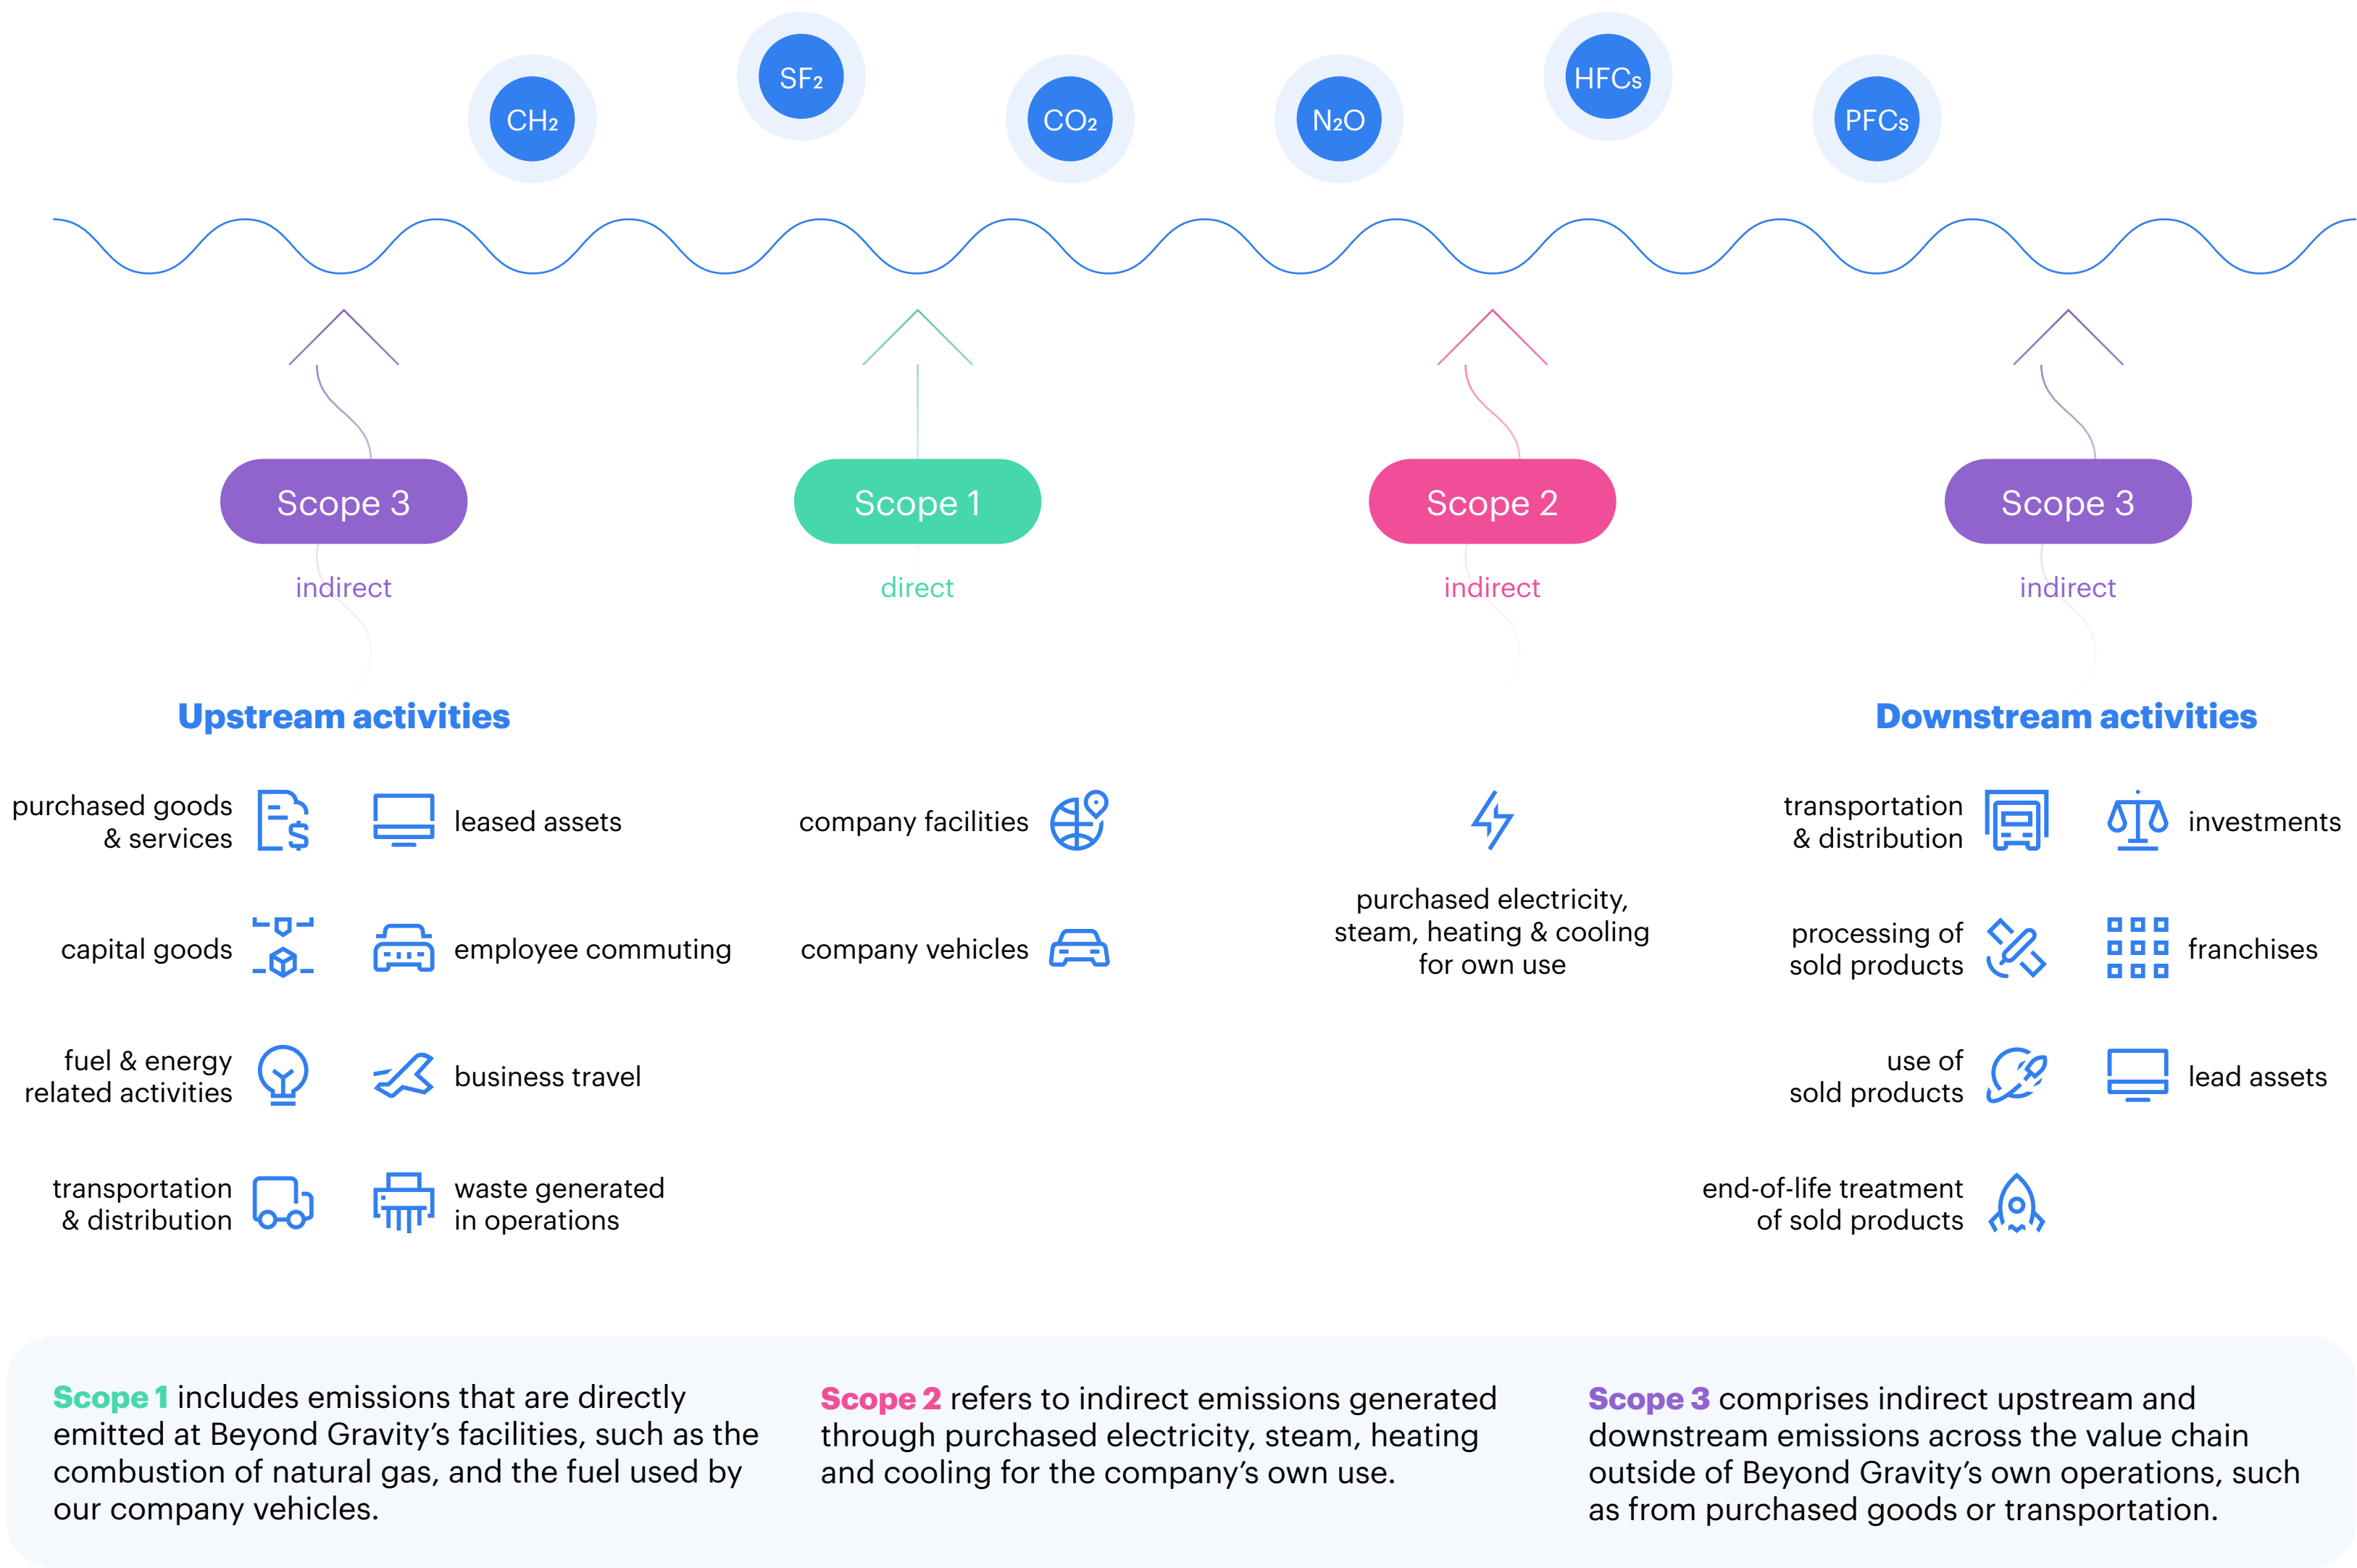 CH₂
SF₂
CO₂
N₂O
HFCs
PFCs
Scope 3
indirect
Scope 1
direct
Scope 2
indirect
Scope 3
indirect
Upstream activities
purchased goods
& services
leased assets
capital goods
employee commuting
fuel & energy
related activities
business travel
transportation
& distribution
waste generated
in operations
company facilities
company vehicles
purchased electricity,
steam, heating & cooling
for own use
Downstream activities
transportation
& distribution
investments
processing of
sold products
franchises
use of
sold products
lead assets
end-of-life treatment
of sold products
Scope 1 includes emissions that are directly
emitted at Beyond Gravity’s facilities, such as the
combustion of natural gas, and the fuel used by
our company vehicles.
Scope 2 refers to indirect emissions generated
through purchased electricity, steam, heating
and cooling for the company’s own use.
Scope 3 comprises indirect upstream and
downstream emissions across the value chain
outside of Beyond Gravity’s own operations, such
as from purchased goods or transportation.